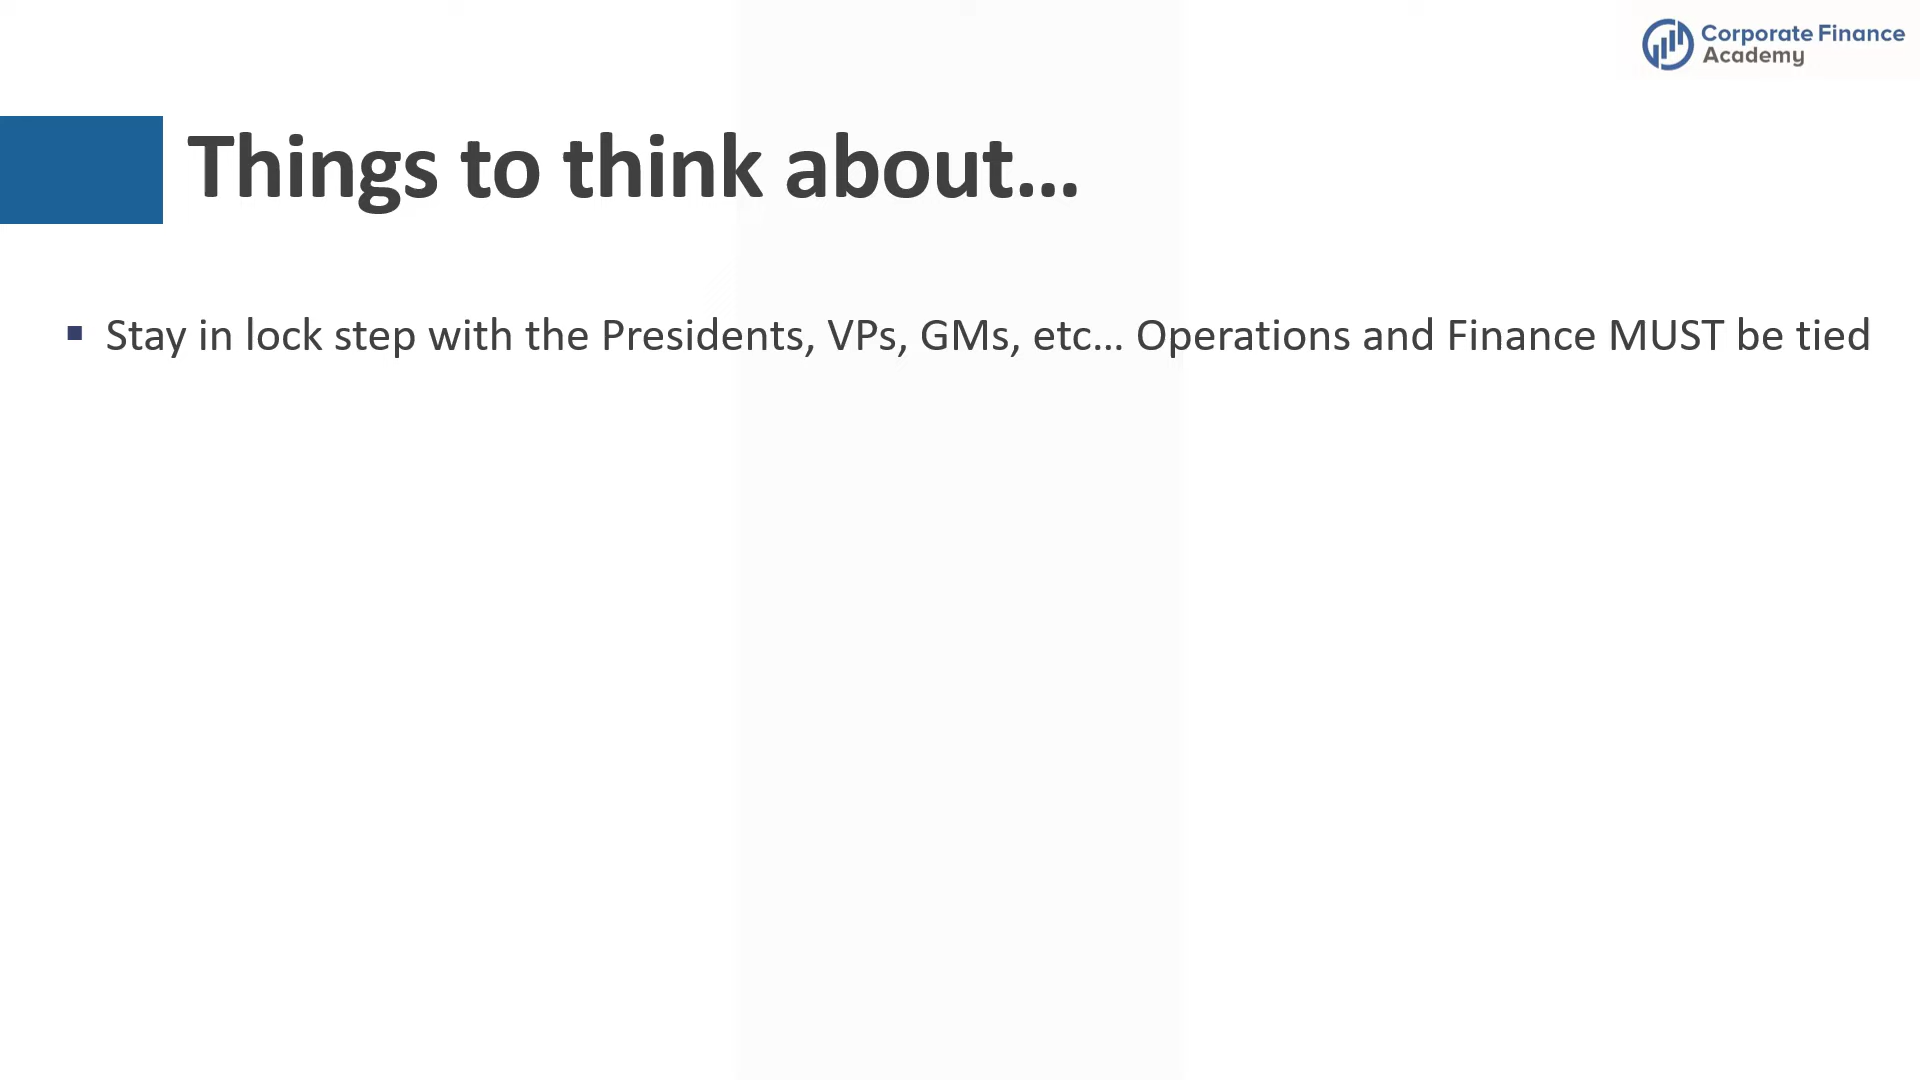 Corporate Finance
Academy
Things to think about...
▪ Stay in lock step with the Presidents, VPs, GMs, etc... Operations and Finance MUST be tied